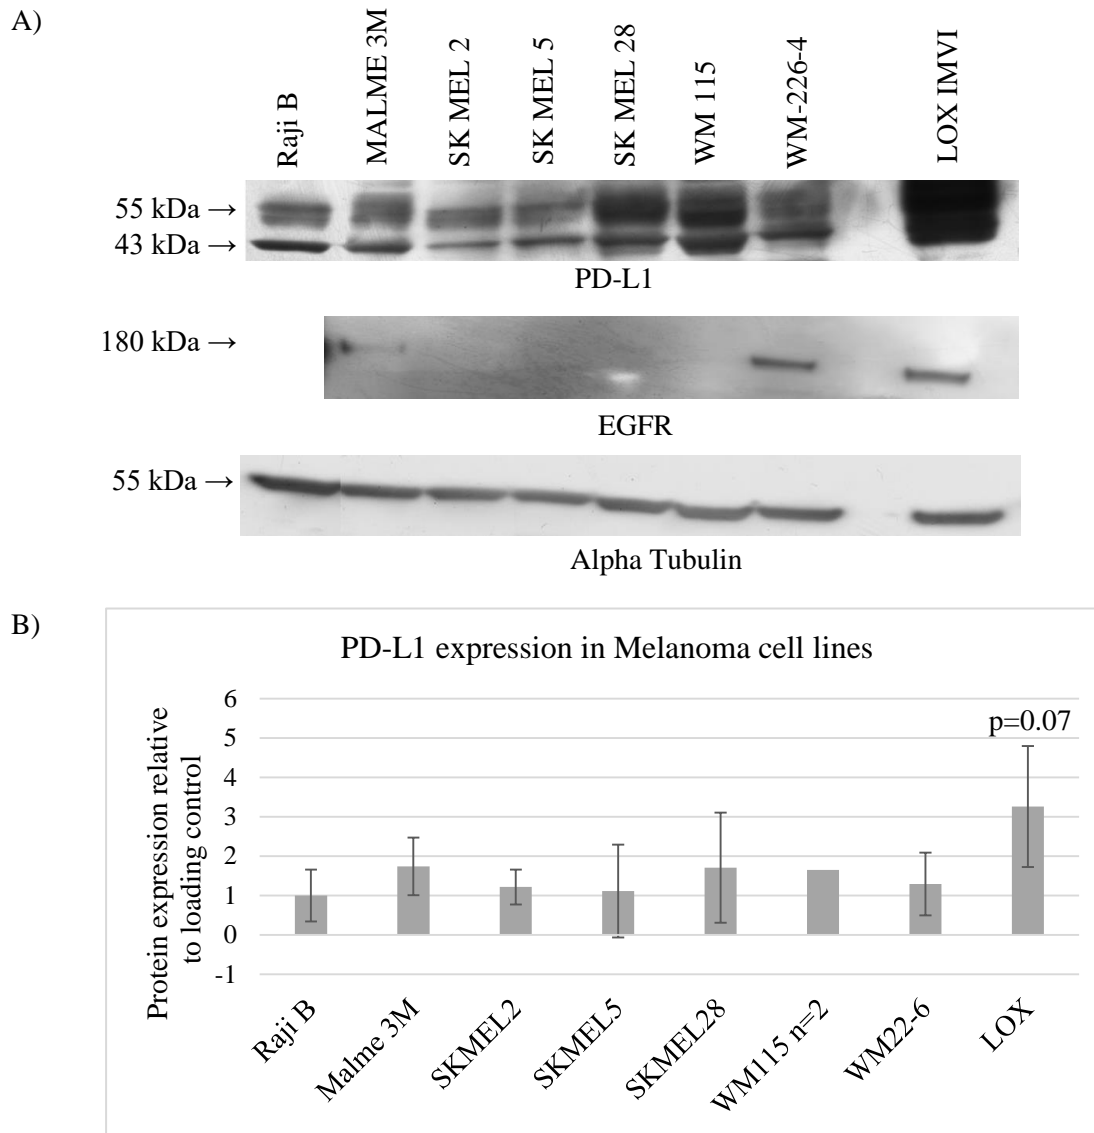 A)
Raji B
MALME 3M
SK MEL 2
SK MEL 5
SK MEL 28
WM 115
WM-226-4
LOX IMVI
55 kDa →
43 kDa →
PD-L1
180 kDa →
EGFR
55 kDa →
Alpha Tubulin
B)
PD-L1 expression in Melanoma cell lines
Protein expression relative
to loading control
6
5
4
3
2
1
0
-1
p=0.07
Raji B
Malme 3M
SKMEL2
SKMEL5
SKMEL28
WM115 n=2
WM22-6
LOX